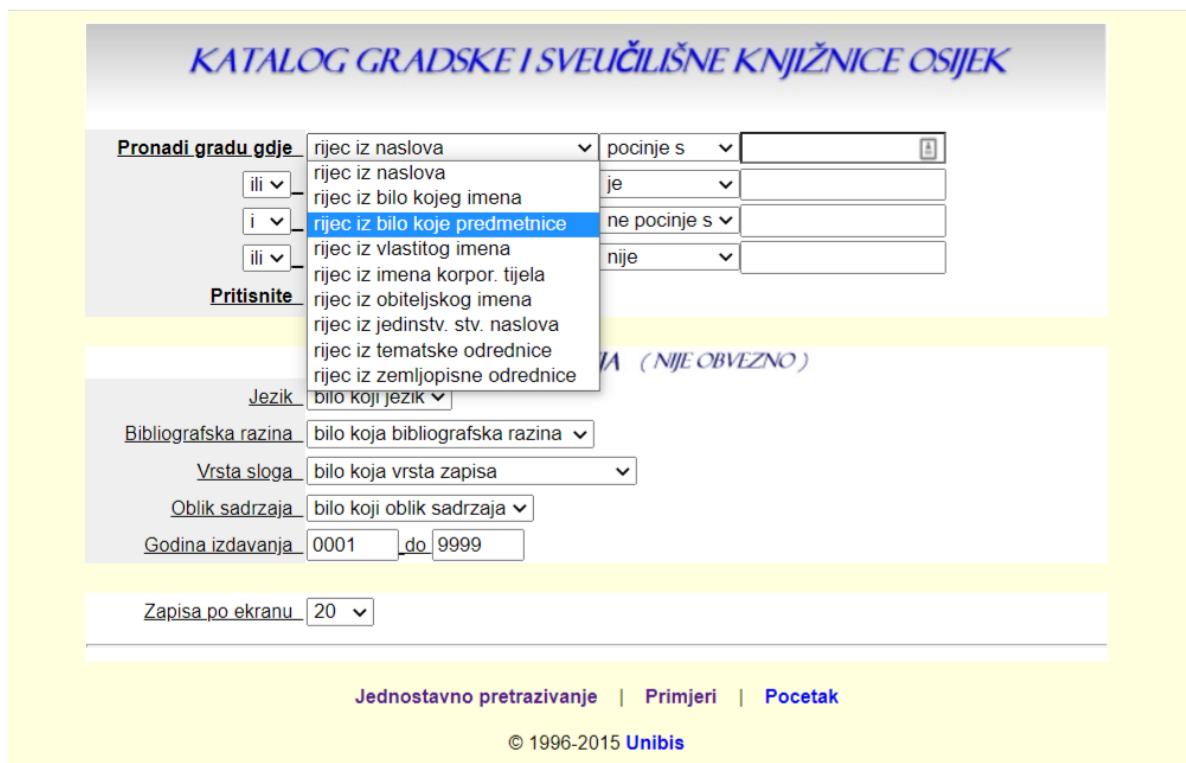 KATALOG GRADSKE I SVEUČILIŠNE KNJIŽNICE OSIJEK
Pronadi gradu gdje rijec iz naslova pocinje s
rijec iz naslova
ili rijec iz bilo kojeg imena je
i rijec iz bilo koje predmetnice ne pocinje s
rijec iz vlastitog imena
ili rijec iz imena korpor. tijela nije
Pritisnite rijec iz obiteljskog imena
rijec iz jedinstv. stv. naslova
rijec iz tematske odrednice
( NIJE OBVEZNO )
rijec iz zemljopisne odrednice
Jezik bilo koji jezik
Bibliografska razina bilo koja bibliografska razina
Vrsta sloga bilo koja vrsta zapisa
Oblik sadrzaja bilo koji oblik sadrzaja
Godina izdavanja 0001 do 9999
Zapisa po ekranu 20
Jednostavno pretrazivanje | Primjeri | Pocetak
© 1996-2015 Unibis